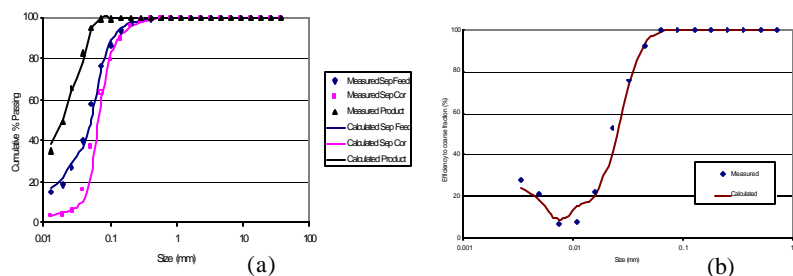 100
80
60
40
20
0
Cumulative % Passing
0.01 0.1 1 10 100
Size (mm)
(a)
Measured Sep Feed
Measured Sep Cor
Measured Product
Calculated Sep Feed
Calculated Sep Cor
Calculated Product
100
80
60
40
20
0
Efficiency to coarse fraction (%)
0.001 0.01 0.1 1
Size (mm)
(b)
Measured
Calculated